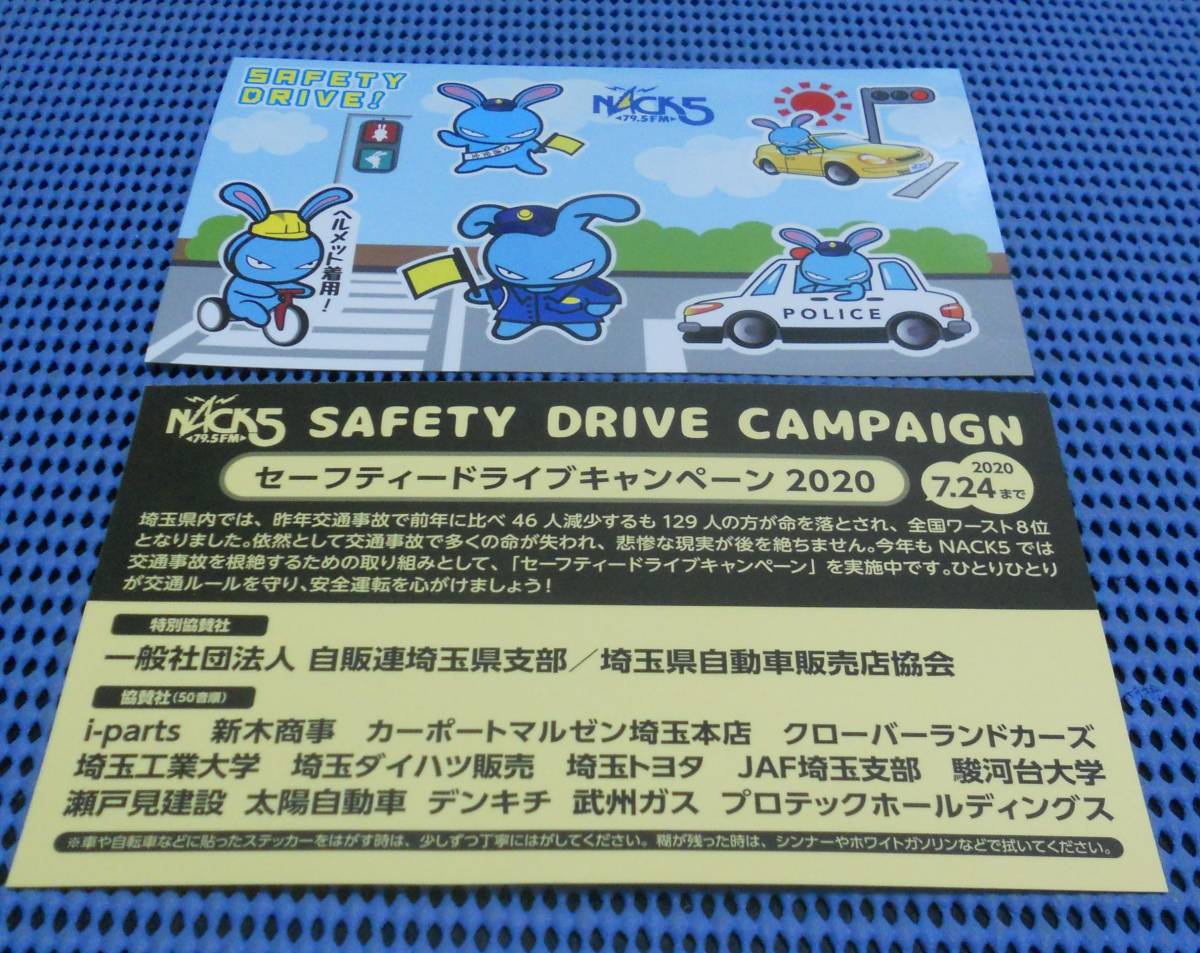 SAFETY
DRIVE!
NACK5
79.5FM
ヘルメット着用!
POLICE
NACK5
79.5FM
SAFETY DRIVE CAMPAIGN
セーフティードライブキャンペーン 2020
2020
7.24まで
埼玉県内では、昨年交通事故で前年に比べ 46 人減少するも 129 人の方が命を落とされ、全国ワースト8位
となりました。依然として交通事故で多くの命が失われ、悲惨な現実が後を絶ちません。今年も NACK5 では
交通事故を根絶するための取り組みとして、「セーフティードライブキャンペーン」を実施中です。ひとりひとり
が交通ルールを守り、安全運転を心がけましょう!
特別協賛社
一般社団法人 自販連埼玉県支部/埼玉県自動車販売店協会
協賛社(50音順)
i-parts 新木商事 カーポートマルゼン埼玉本店 クローバーランドカーズ
埼玉工業大学 埼玉ダイハツ販売 埼玉トヨタ JAF埼玉支部 駿河台大学
瀬戸見建設 太陽自動車 デンキチ 武州ガス プロテックホールディングス
※車や自転車などに貼ったステッカーをはがす時は、少しずつ丁寧にはがしてください。糊が残った時は、シンナーやホワイトガソリンなどで拭いてください。